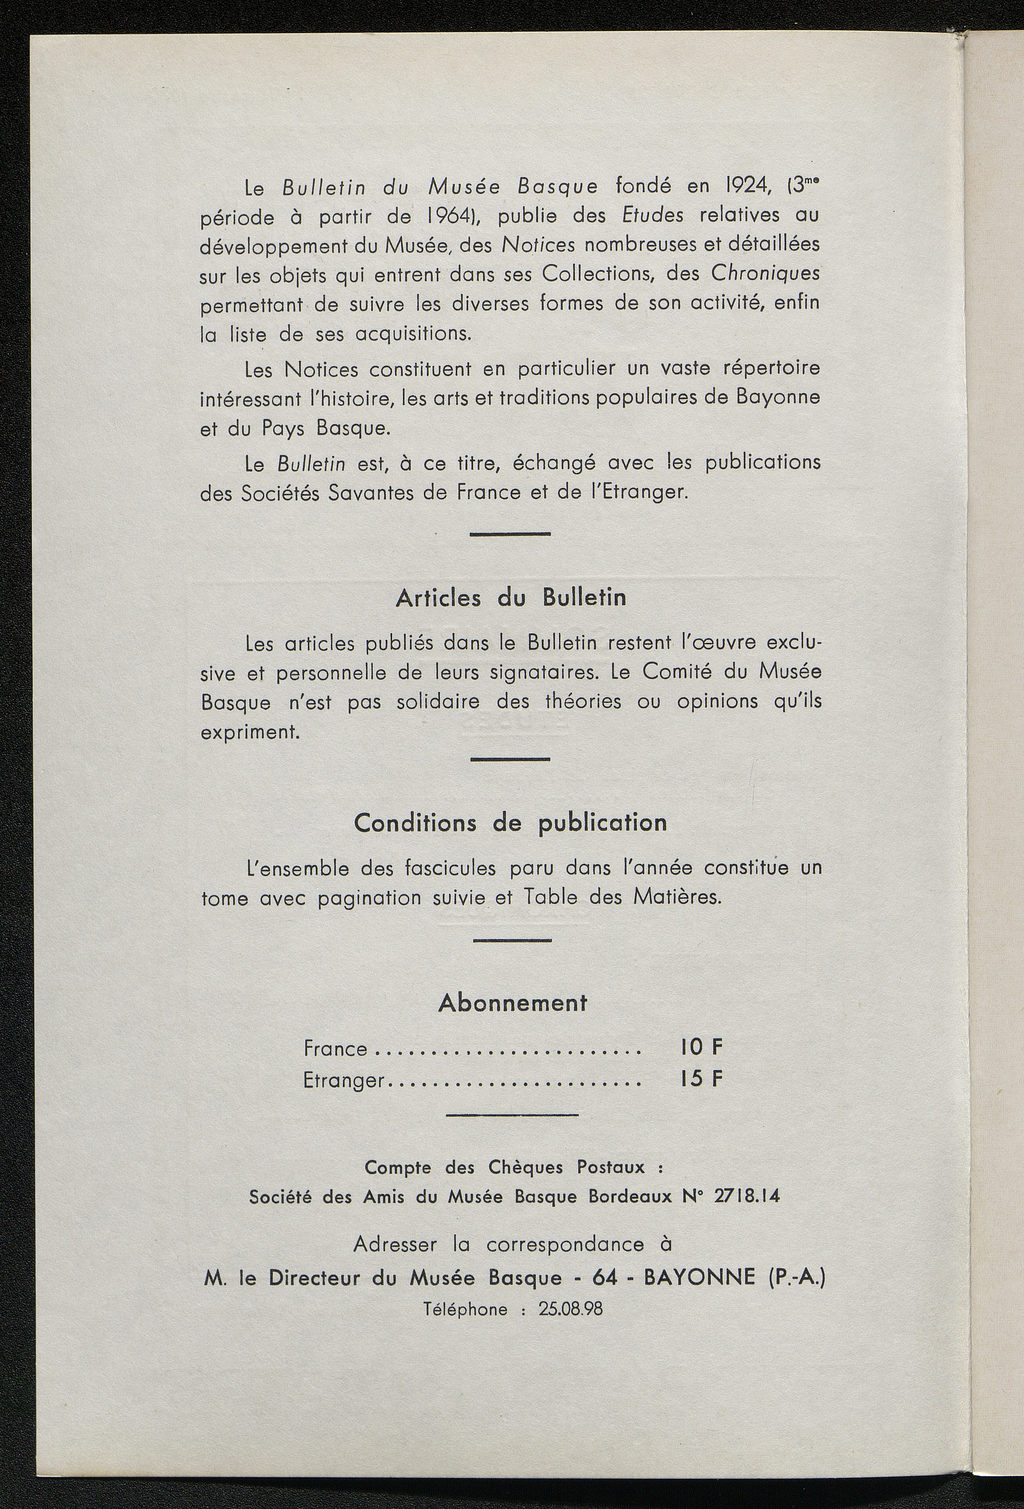 Le Bulletin du Musée Basque fondé en 1924, (3me
période à partir de 1964), publie des Etudes relatives au
développement du Musée, des Notices nombreuses et détaillées
sur les objets qui entrent dans ses Collections, des Chroniques
permettant de suivre les diverses formes de son activité, enfin
la liste de ses acquisitions.
Les Notices constituent en particulier un vaste répertoire
intéressant l'histoire, les arts et traditions populaires de Bayonne
et du Pays Basque.
Le Bulletin est, à ce titre, échangé avec les publications
des Sociétés Savantes de France et de l'Etranger.
Articles du Bulletin
Les articles publiés dans le Bulletin restent l'œuvre exclu-
sive et personnelle de leurs signataires. Le Comité du Musée
Basque n'est pas solidaire des théories ou opinions qu'ils
expriment.
Conditions de publication
L'ensemble des fascicules paru dans l'année constitue un
tome avec pagination suivie et Table des Matières.
Abonnement
France ........................ 10 F
Etranger....................... 15 F
Compte des Chèques Postaux :
Société des Amis du Musée Basque Bordeaux N° 2718.14
Adresser la correspondance à
M. le Directeur du Musée Basque - 64 - BAYONNE (P.-A.)
Téléphone : 25.08.98